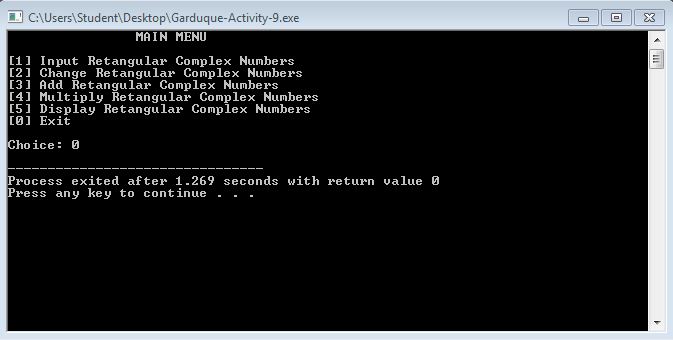 C:\Users\Student\Desktop\Garduque-Activity-9.exe
MAIN MENU
[1] Input Retangular Complex Numbers
[2] Change Retangular Complex Numbers
[3] Add Retangular Complex Numbers
[4] Multiply Retangular Complex Numbers
[5] Display Retangular Complex Numbers
[0] Exit
Choice: 0
--------------------------------
Process exited after 1.269 seconds with return value 0
Press any key to continue . . .